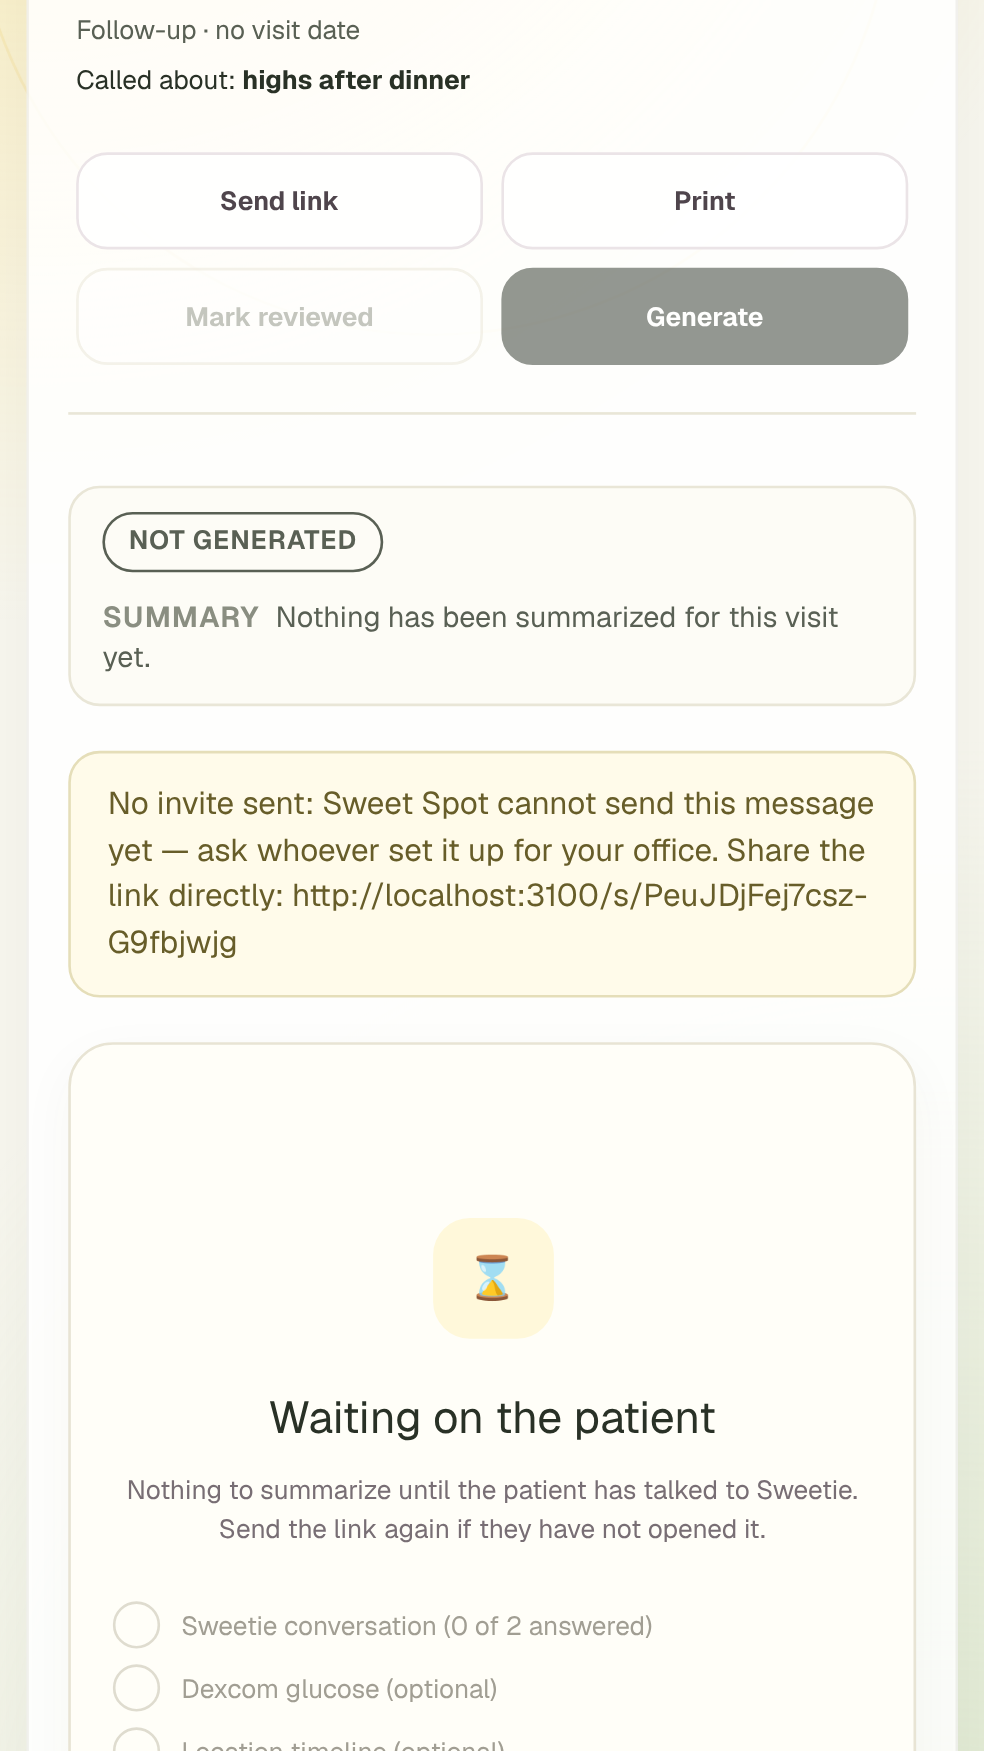 Follow-up · no visit date
Called about: highs after dinner
Send link
Print
Mark reviewed
Generate
NOT GENERATED
SUMMARY Nothing has been summarized for this visit
yet.
No invite sent: Sweet Spot cannot send this message
yet — ask whoever set it up for your office. Share the
link directly: http://localhost:3100/s/PeuJDjFej7csz-
G9fbjwjg
Waiting on the patient
Nothing to summarize until the patient has talked to Sweetie.
Send the link again if they have not opened it.
Sweetie conversation (0 of 2 answered)
Dexcom glucose (optional)
Location timeline (optional)